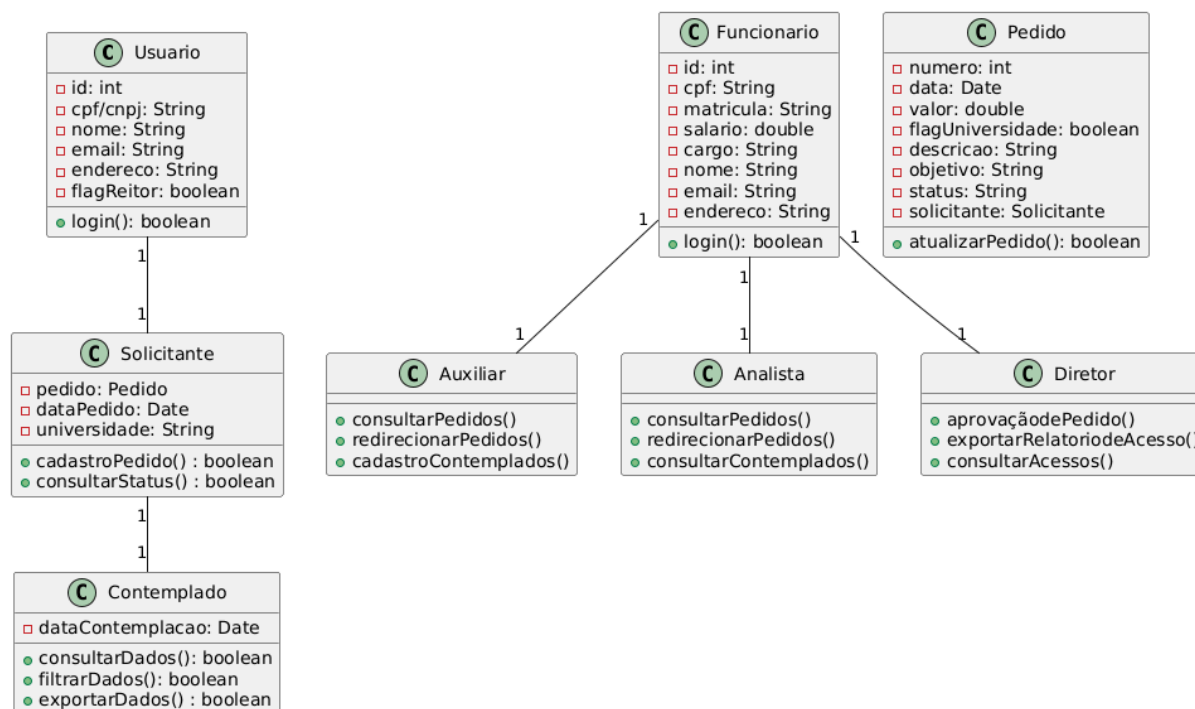 C Usuario
id: int
cpf/cnpj: String
nome: String
email: String
endereco: String
flagReitor: boolean
login(): boolean
1
1
C Solicitante
pedido: Pedido
dataPedido: Date
universidade: String
cadastroPedido() : boolean
consultarStatus() : boolean
1
1
C Contemplado
dataContemplacao: Date
consultarDados(): boolean
filtrarDados(): boolean
exportarDados() : boolean
C Funcionario
id: int
cpf: String
matricula: String
salario: double
cargo: String
nome: String
email: String
endereco: String
login(): boolean
1
1
1
1
1
1
C Auxiliar
consultarPedidos()
redirecionarPedidos()
cadastroContemplados()
C Analista
consultarPedidos()
redirecionarPedidos()
consultarContemplados()
C Diretor
aprovaçãodePedido()
exportarRelatoriodeAcesso()
consultarAcessos()
C Pedido
numero: int
data: Date
valor: double
flagUniversidade: boolean
descricao: String
objetivo: String
status: String
solicitante: Solicitante
atualizarPedido(): boolean